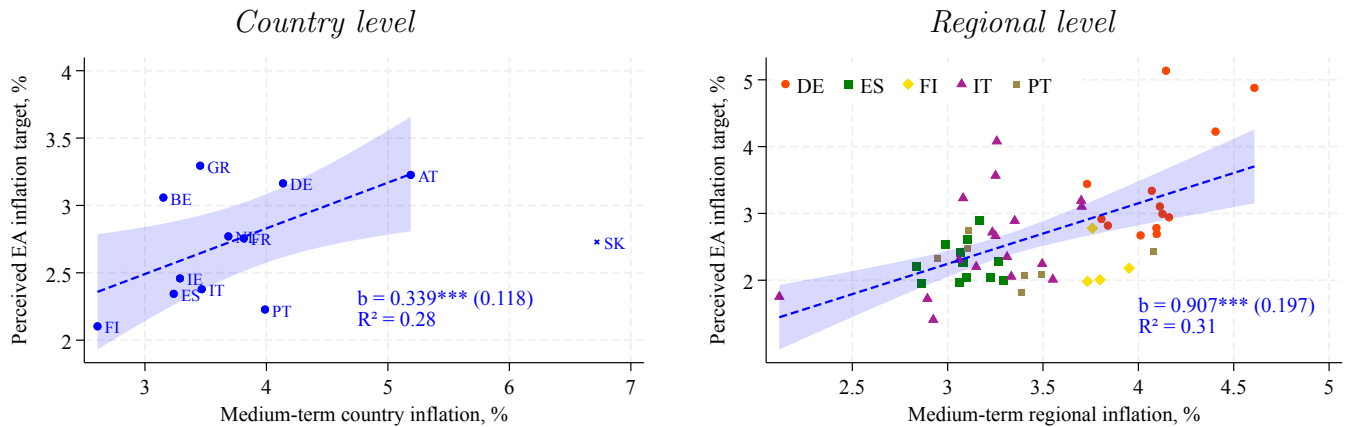 Country level
Perceived EA inflation target, %
4
3.5
3
2.5
2
GR
BE
DE
AT
NL
FR
SK
IE
ES
IT
PT
FI
b = 0.339*** (0.118)
R² = 0.28
3 4 5 6 7
Medium-term country inflation, %
Regional level
Perceived EA inflation target, %
5
4
3
2
DE ES FI IT PT
b = 0.907*** (0.197)
R² = 0.31
2.5 3 3.5 4 4.5 5
Medium-term regional inflation, %